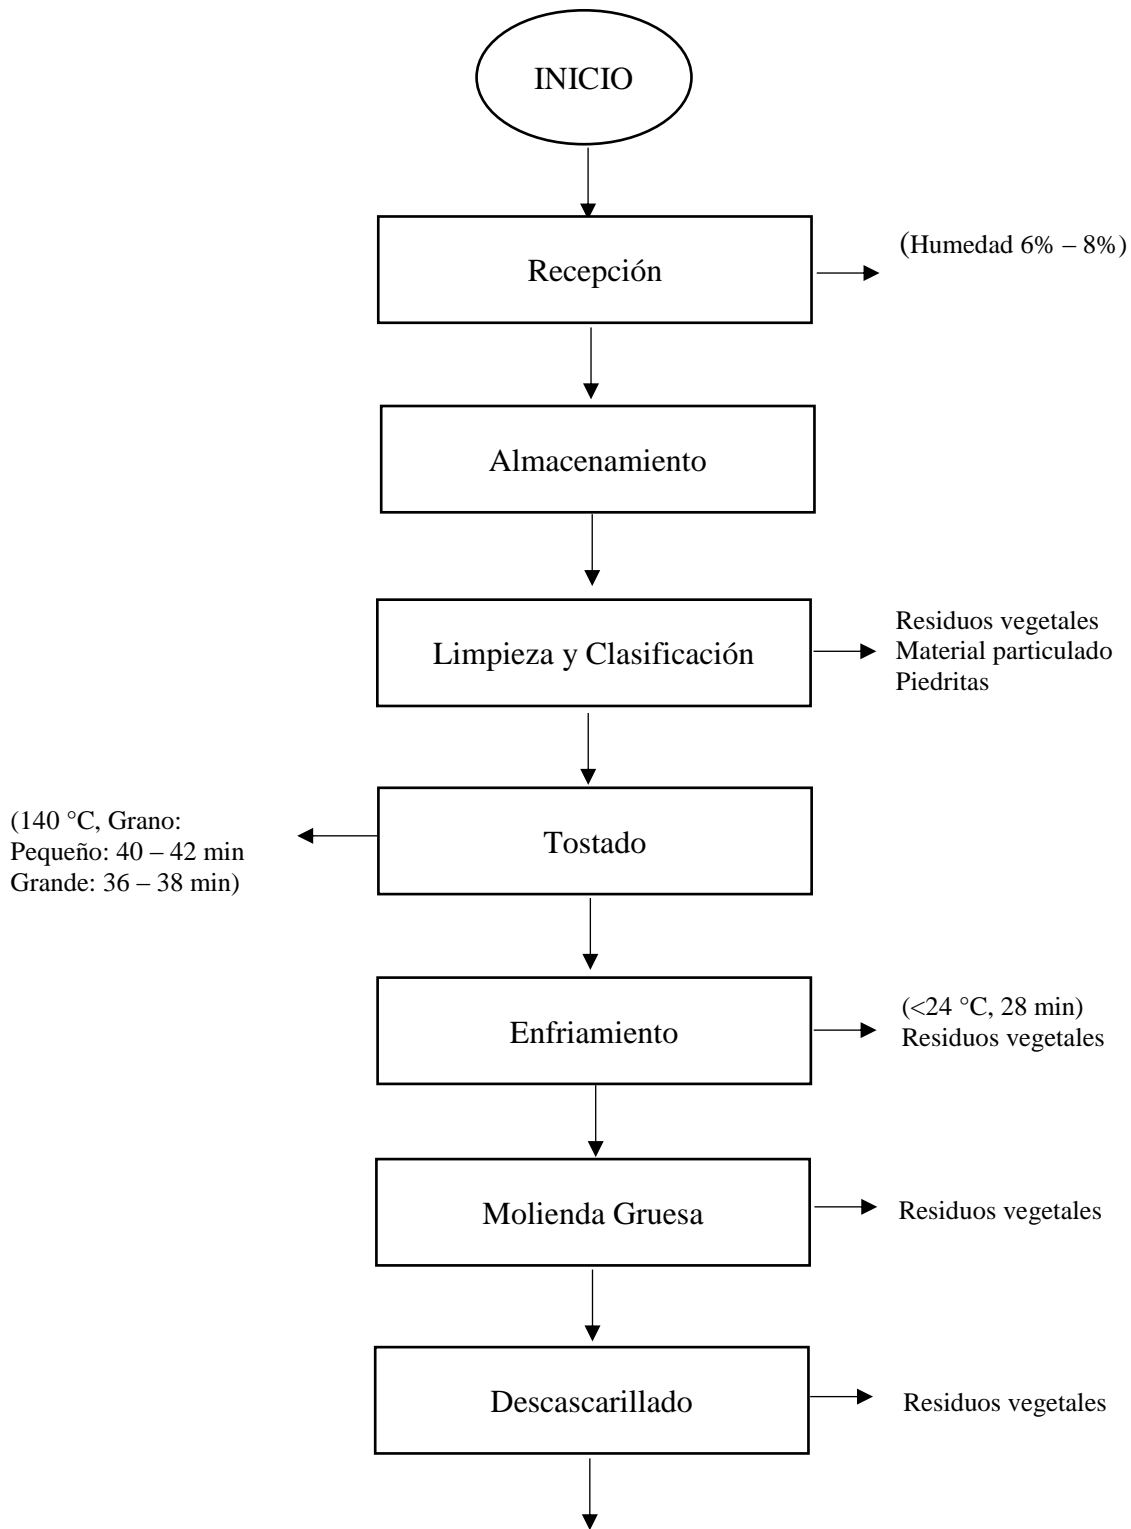 INICIO
Recepción
(Humedad 6% – 8%)
Almacenamiento
Limpieza y Clasificación
Residuos vegetales
Material particulado
Piedritas
(140 °C, Grano:
Pequeño: 40 – 42 min
Grande: 36 – 38 min)
Tostado
Enfriamiento
(<24 °C, 28 min)
Residuos vegetales
Molienda Gruesa
Residuos vegetales
Descascarillado
Residuos vegetales